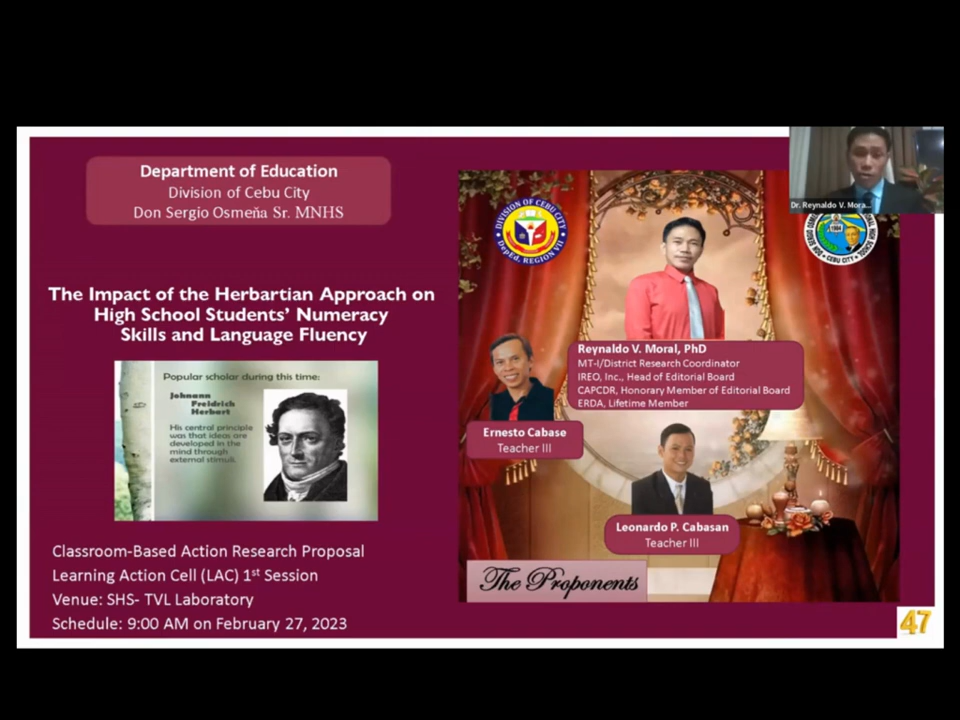 Department of Education
Division of Cebu City
Don Sergio Osmeña Sr. MNHS
The Impact of the Herbartian Approach on
High School Students' Numeracy
Skills and Language Fluency
Popular scholar during this time:
Johnann
Freidrich
Herbart
His central principle
was that ideas are
developed in the
mind through
external stimuli.
Classroom-Based Action Research Proposal
Learning Action Cell (LAC) 1st Session
Venue: SHS- TVL Laboratory
Schedule: 9:00 AM on February 27, 2023
DIVISION OF CEBU CITY
DepEd, REGION VII
Dr. Reynaldo V. Mora...
CEBU CITY
Reynaldo V. Moral, PhD
MT-I/District Research Coordinator
IREO, Inc., Head of Editorial Board
CAPCDR, Honorary Member of Editorial Board
ERDA, Lifetime Member
Ernesto Cabase
Teacher III
Leonardo P. Cabasan
Teacher III
The Proponents
47